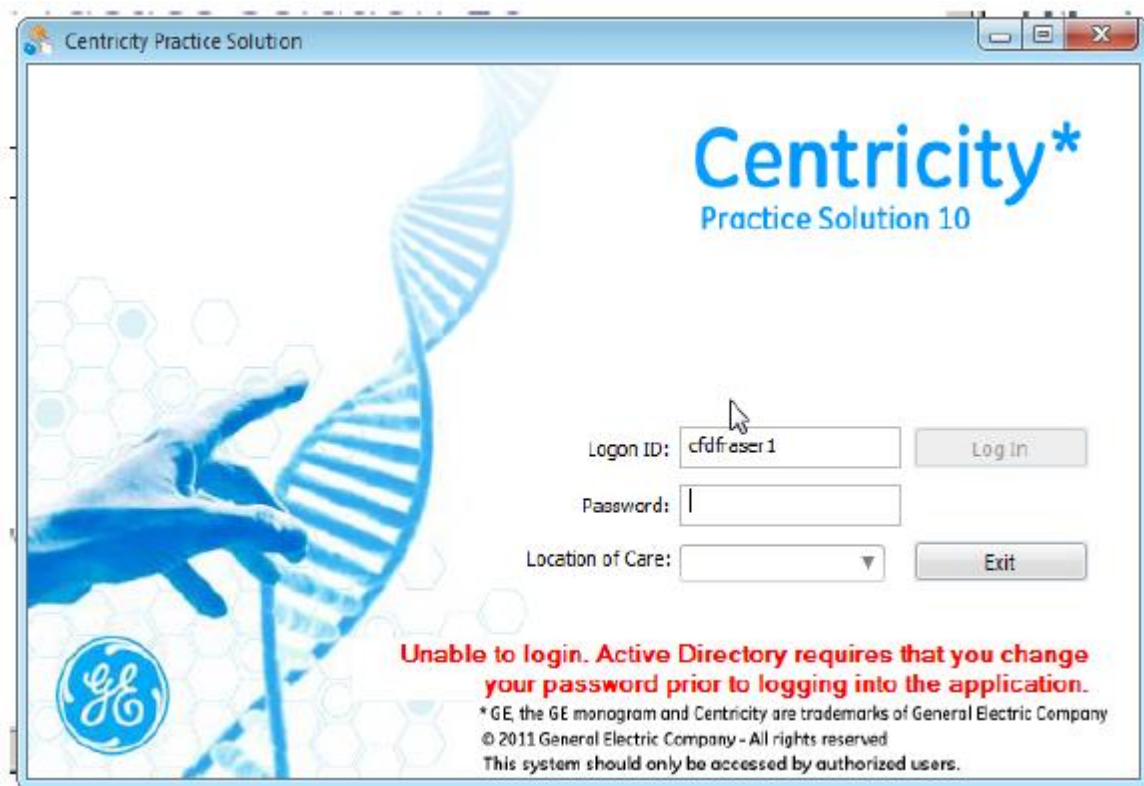 Centricity Practice Solution
Centricity*
Practice Solution 10
Logon ID: cfdfraser1 Log In
Password:
Location of Care: Exit
Unable to login. Active Directory requires that you change
your password prior to logging into the application.
* GE, the GE monogram and Centricity are trademarks of General Electric Company
© 2011 General Electric Company - All rights reserved
This system should only be accessed by authorized users.
GE